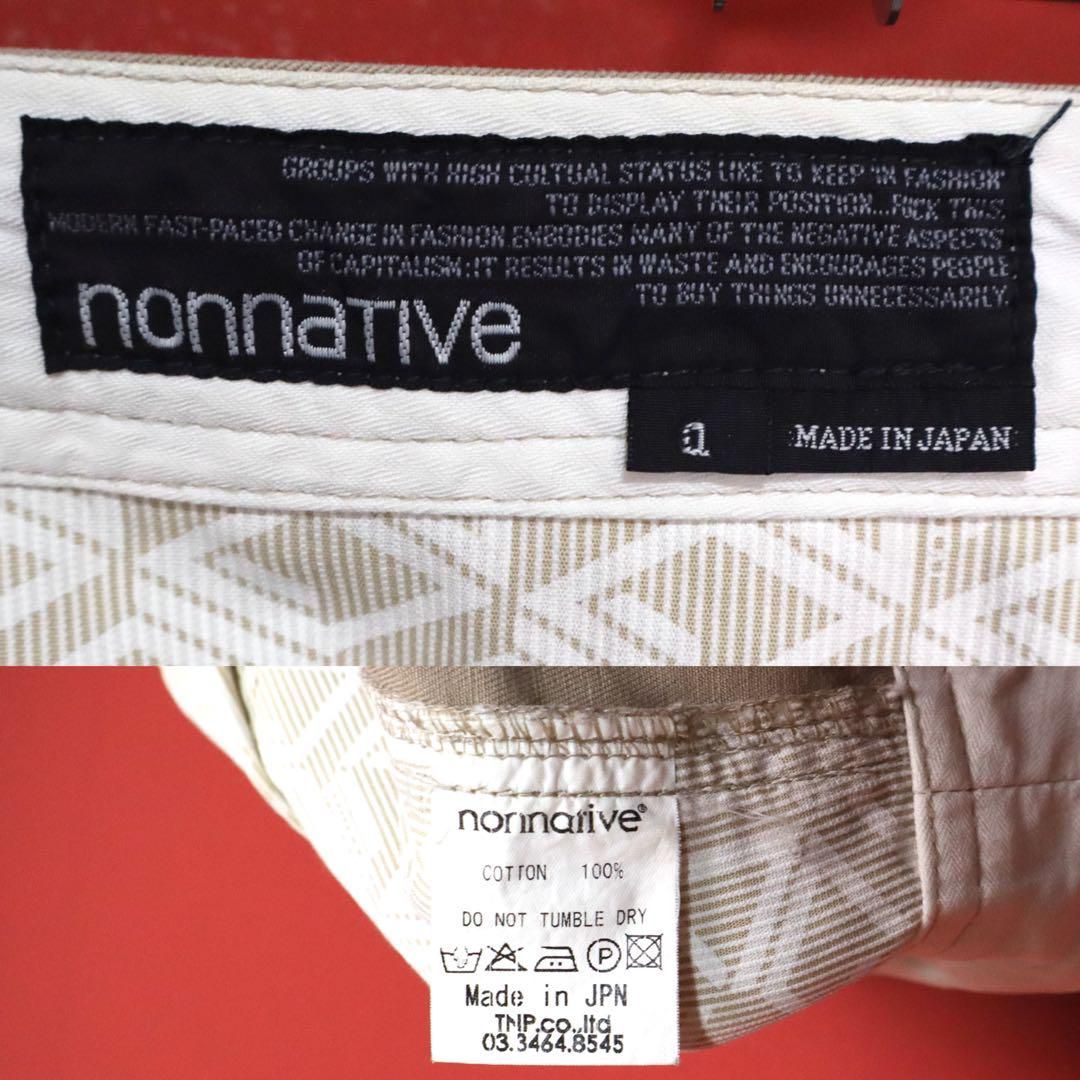 GROUPS WITH HIGH CULTUAL STATUS LIKE TO KEEP 'IN FASHION'
TO DISPLAY THEIR POSITION...FUCK THIS.
MODERN FAST-PACED CHANGE IN FASHION EMBODIES MANY OF THE NEGATIVE ASPECTS
OF CAPITALISM:IT RESULTS IN WASTE AND ENCOURAGES PEOPLE
TO BUY THINGS UNNECESSARILY.
nonnaTIve
1 MADE IN JAPAN
nonnative®
COTTON 100%
DO NOT TUMBLE DRY
P
Made in JPN
TNP.co.,ltd
03.3464.8545